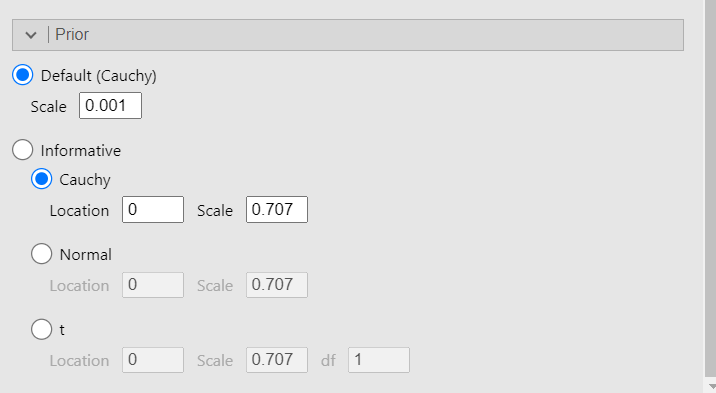 Prior
Default (Cauchy)
Scale 0.001
Informative
Cauchy
Location 0 Scale 0.707
Normal
Location 0 Scale 0.707
t
Location 0 Scale 0.707 df 1